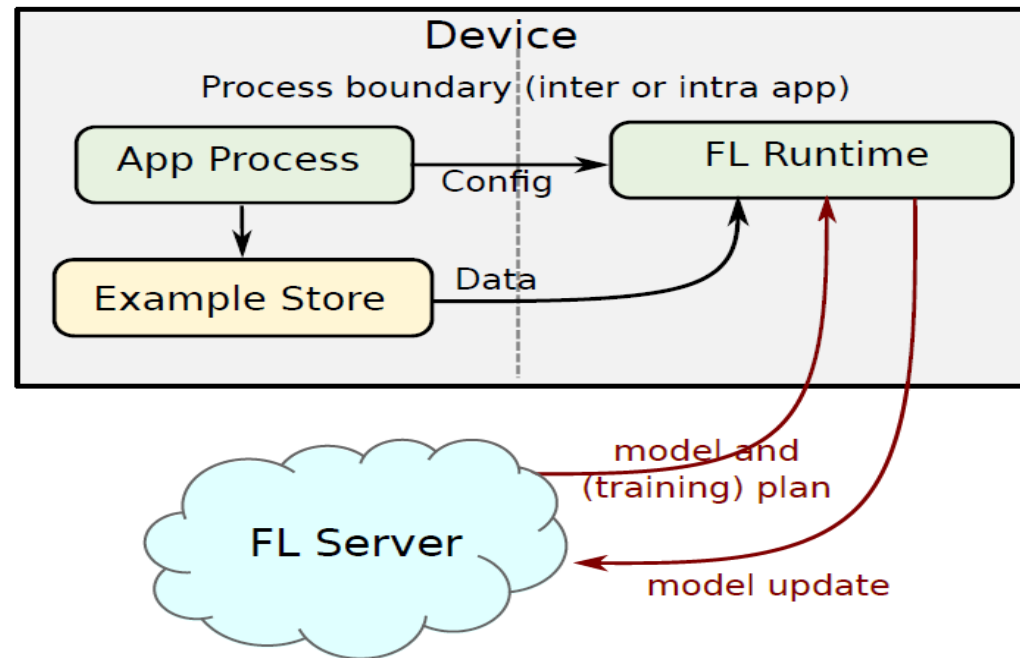 Device
Process boundary (inter or intra app)
App Process
Config
FL Runtime
Example Store
Data
model and
(training) plan
FL Server
model update